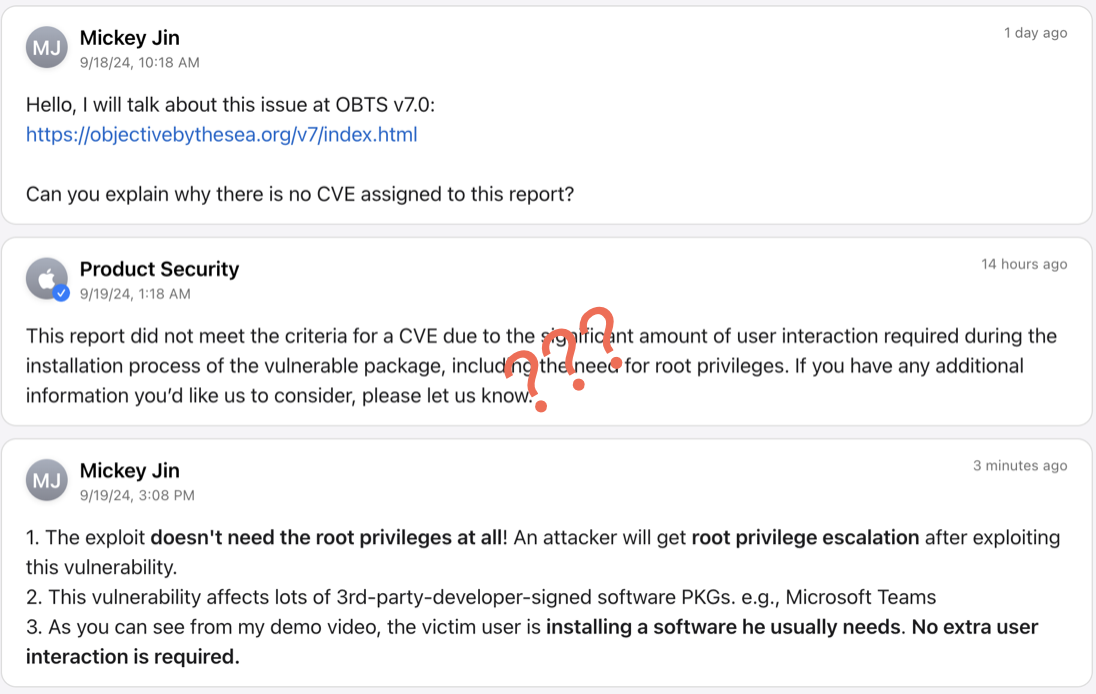 MJ
Mickey Jin
1 day ago
9/18/24, 10:18 AM
Hello, I will talk about this issue at OBTS v7.0:
https://objectivebythesea.org/v7/index.html
Can you explain why there is no CVE assigned to this report?
Product Security
14 hours ago
9/19/24, 1:18 AM
This report did not meet the criteria for a CVE due to the significant amount of user interaction required during the
installation process of the vulnerable package, including the need for root privileges. If you have any additional
information you’d like us to consider, please let us know.
???
MJ
Mickey Jin
3 minutes ago
9/19/24, 3:08 PM
1. The exploit doesn't need the root privileges at all! An attacker will get root privilege escalation after exploiting
this vulnerability.
2. This vulnerability affects lots of 3rd-party-developer-signed software PKGs. e.g., Microsoft Teams
3. As you can see from my demo video, the victim user is installing a software he usually needs. No extra user
interaction is required.